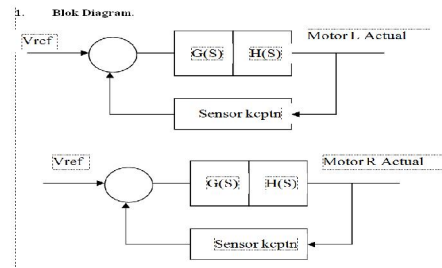 1. Blok Diagram.
Vref
Motor L Actual
G(S) H(S)
Sensor kcptn
Vref
Motor R Actual
G(S) H(S)
Sensor kcptn